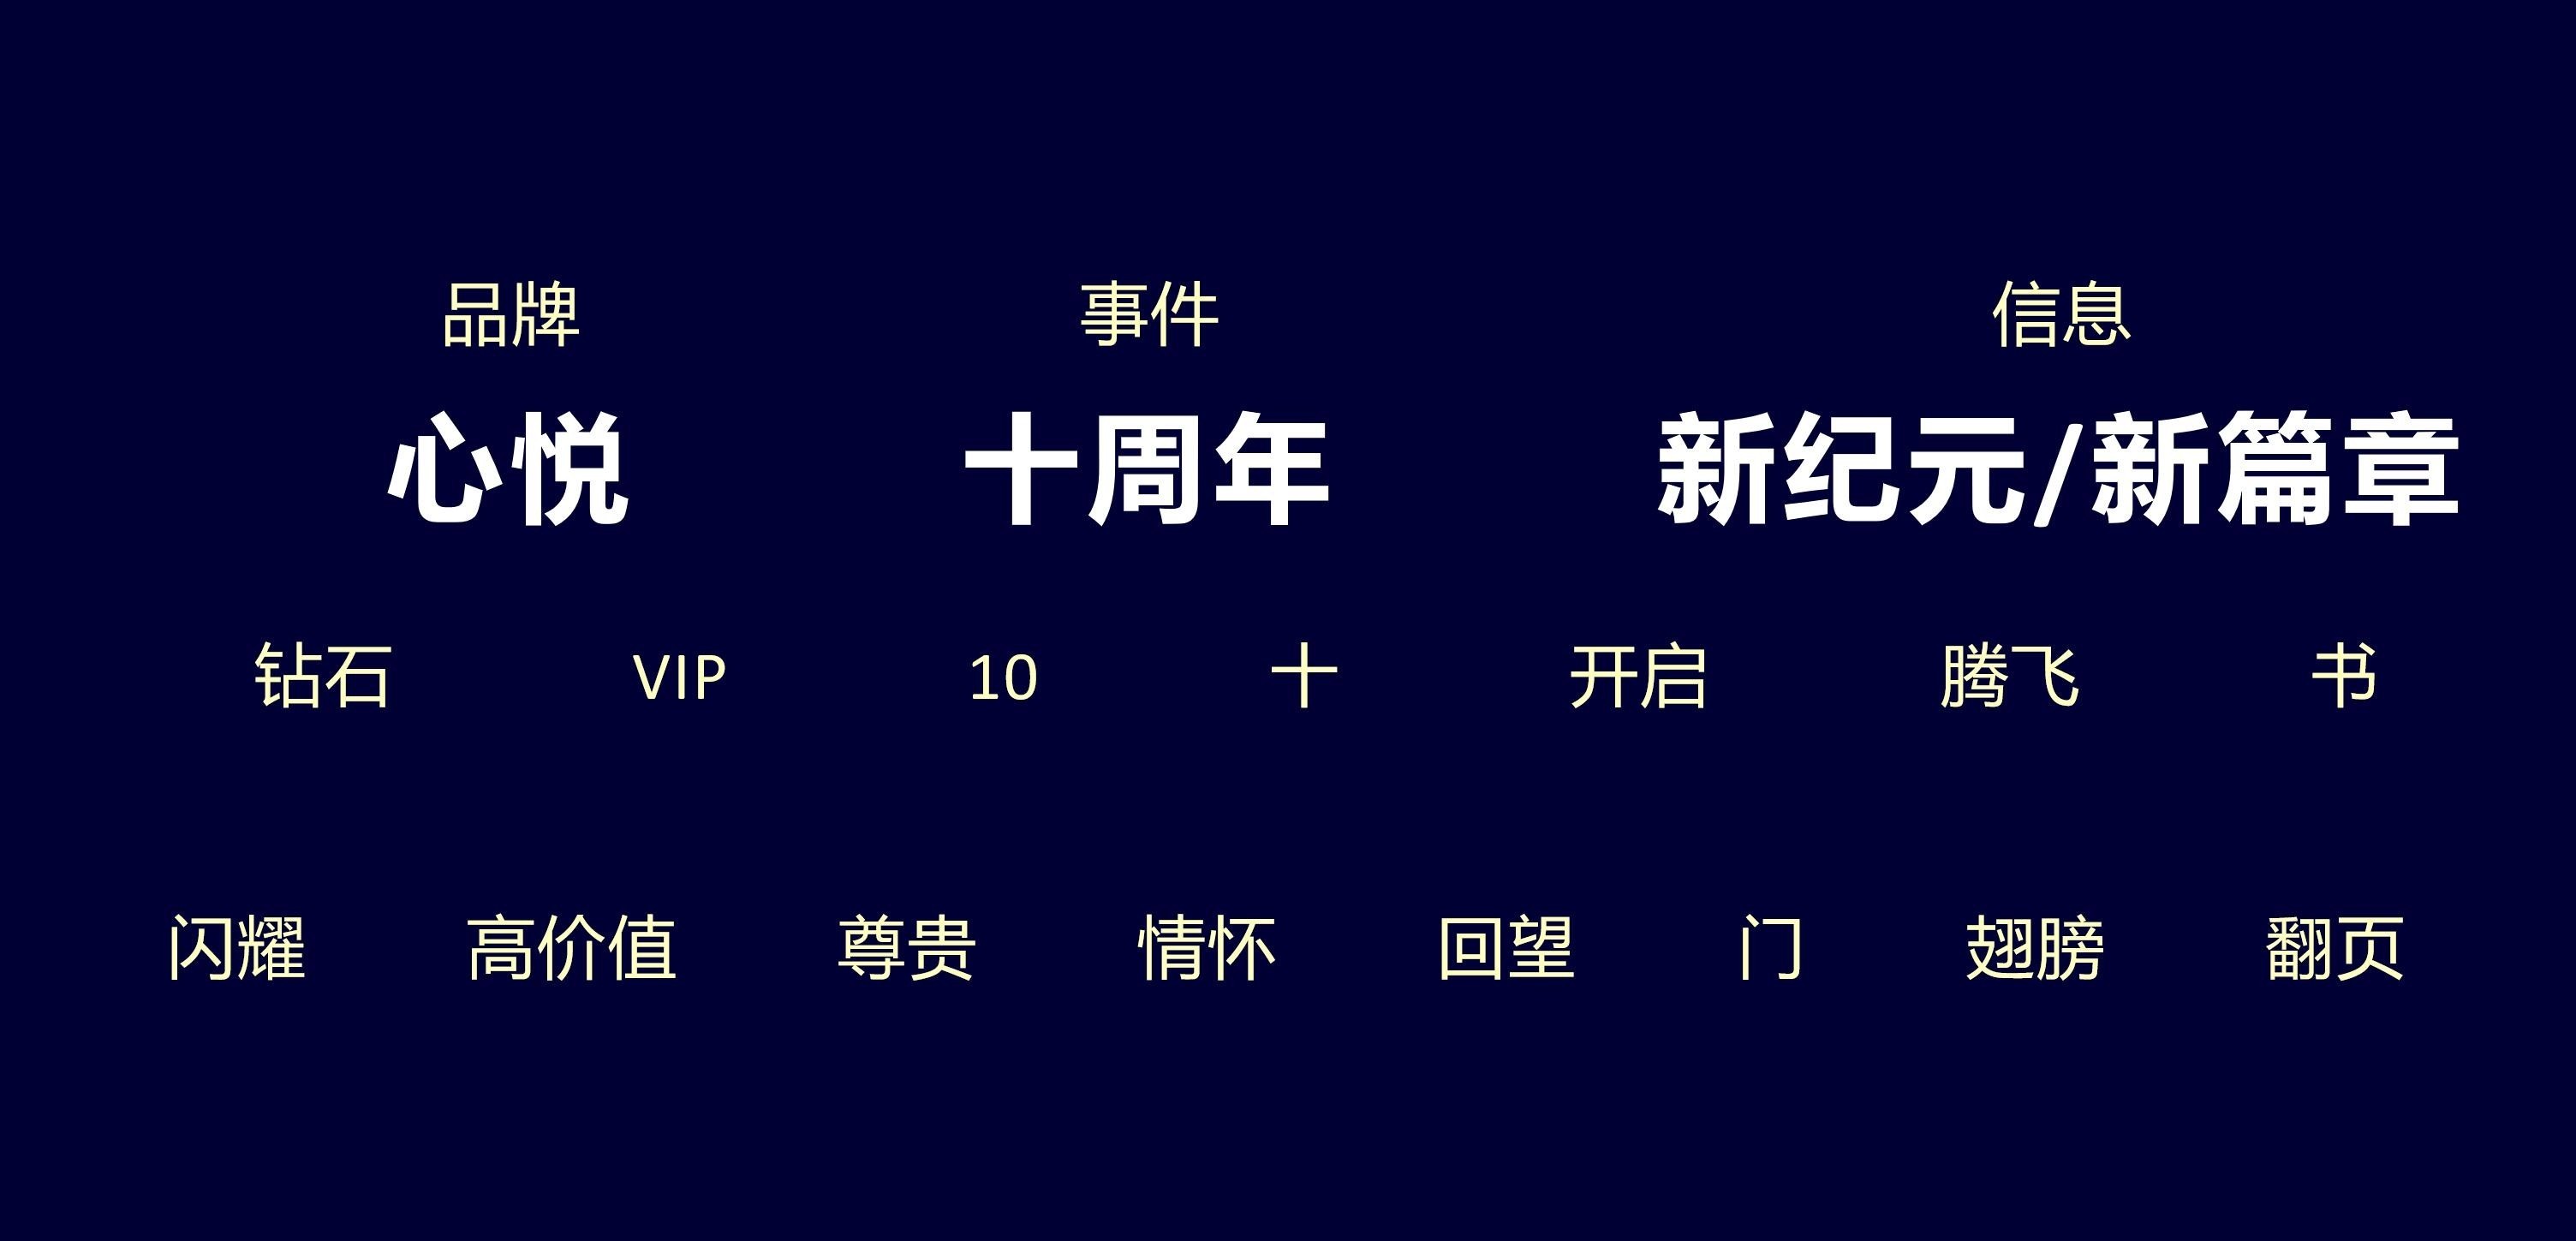 品牌 事件 信息
心悦 十周年 新纪元/新篇章
钻石 VIP 10 十 开启 腾飞 书
闪耀 高价值 尊贵 情怀 回望 门 翅膀 翻页